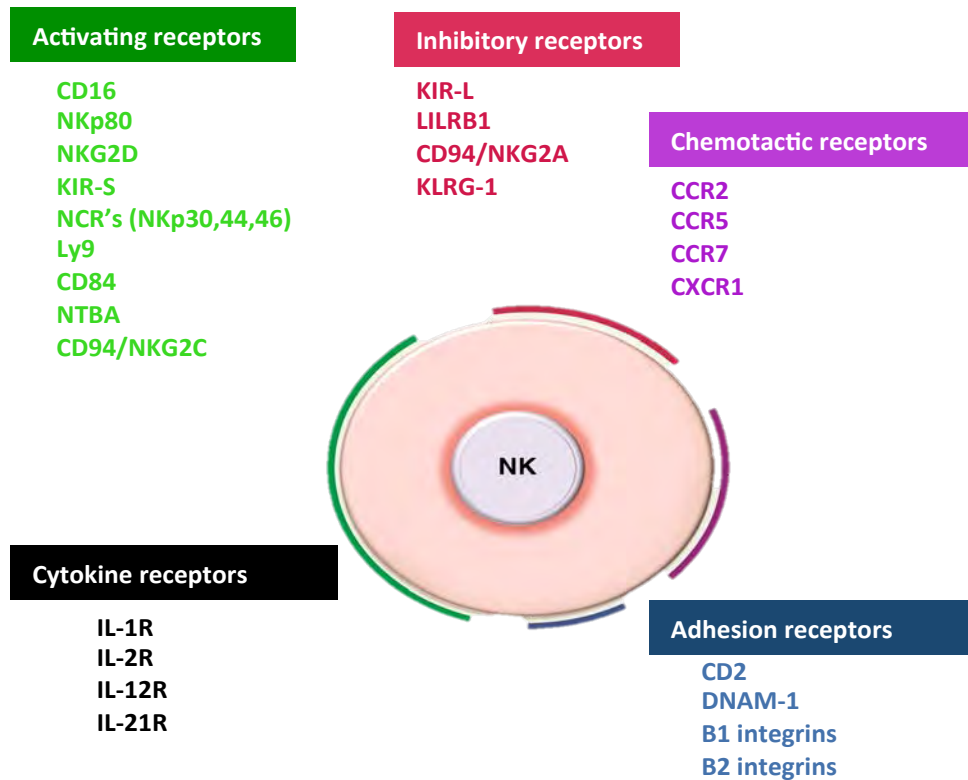 Activating receptors
CD16
NKp80
NKG2D
KIR-S
NCR’s (NKp30,44,46)
Ly9
CD84
NTBA
CD94/NKG2C
Inhibitory receptors
KIR-L
LILRB1
CD94/NKG2A
KLRG-1
Chemotactic receptors
CCR2
CCR5
CCR7
CXCR1
NK
Cytokine receptors
IL-1R
IL-2R
IL-12R
IL-21R
Adhesion receptors
CD2
DNAM-1
B1 integrins
B2 integrins